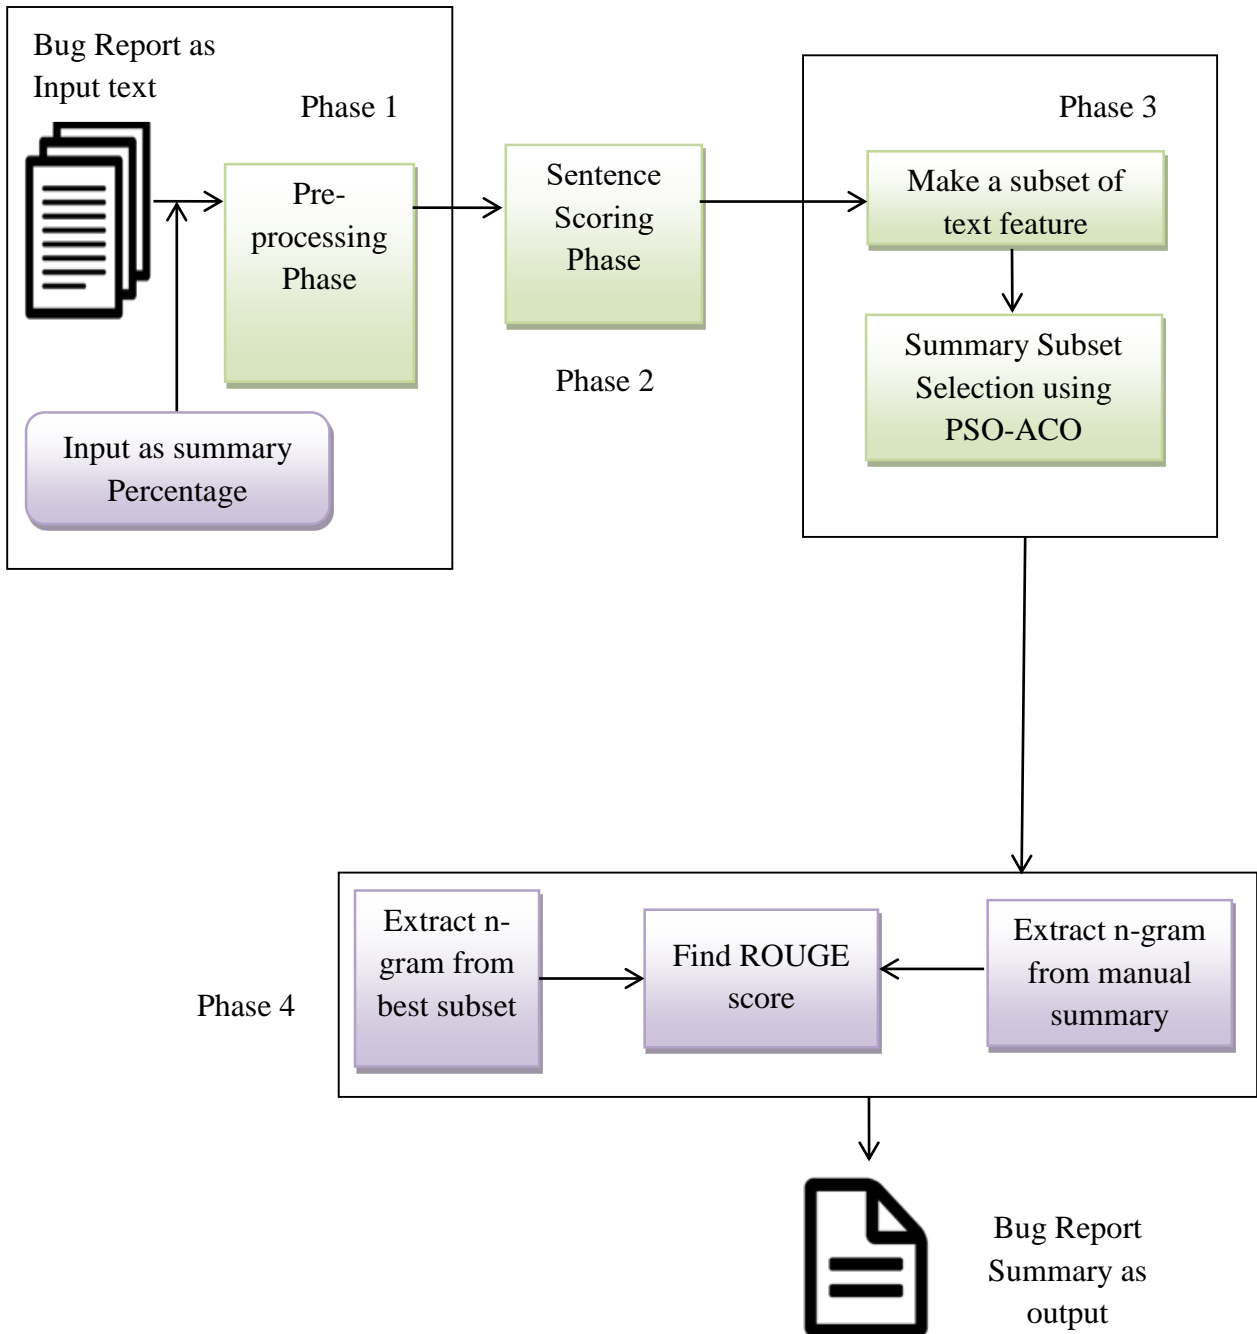 Bug Report as
Input text
Phase 1
Pre-
processing
Phase
Input as summary
Percentage
Sentence
Scoring
Phase
Phase 2
Phase 3
Make a subset of
text feature
Summary Subset
Selection using
PSO-ACO
Phase 4
Extract n-
gram from
best subset
Find ROUGE
score
Extract n-gram
from manual
summary
Bug Report
Summary as
output